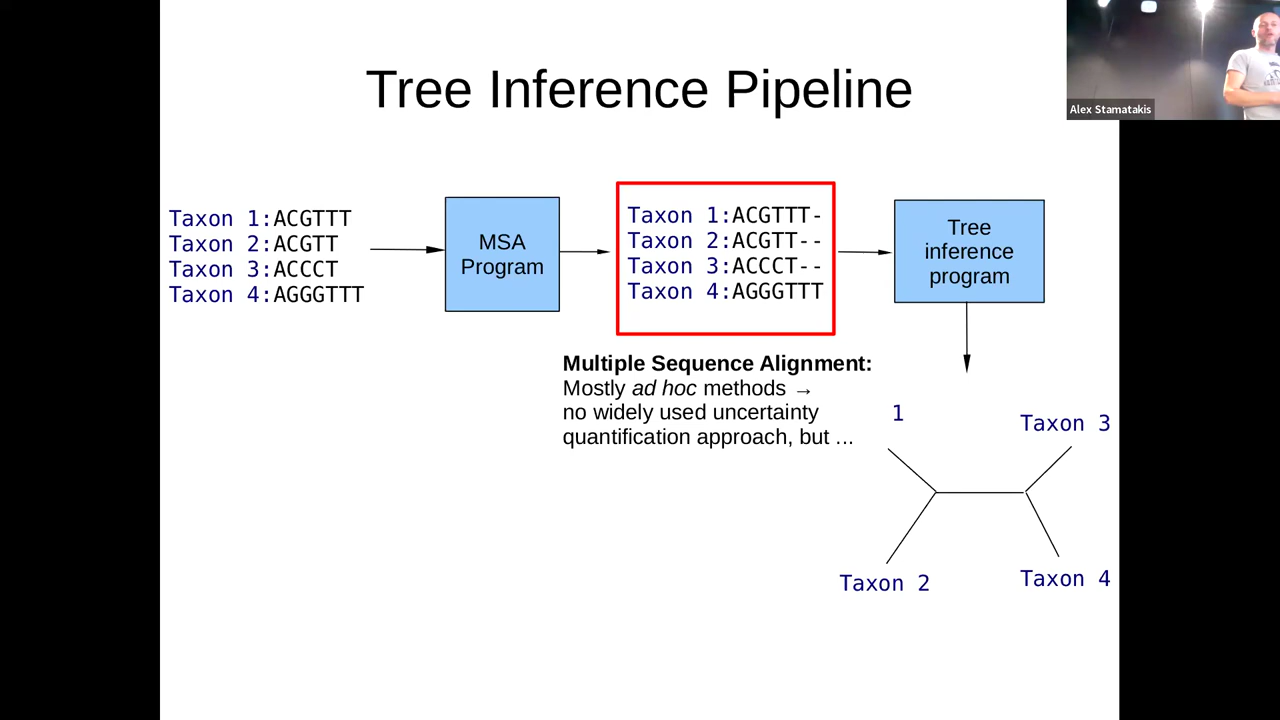 Alex Stamatakis
Tree Inference Pipeline
Taxon 1:ACGTTT
Taxon 2:ACGTT
Taxon 3:ACCCT
Taxon 4:AGGGTTT
MSA
Program
Taxon 1:ACGTTT-
Taxon 2:ACGTT--
Taxon 3:ACCCT--
Taxon 4:AGGGTTT
Tree
inference
program
Multiple Sequence Alignment:
Mostly ad hoc methods →
no widely used uncertainty
quantification approach, but ...
1
Taxon 3
Taxon 2
Taxon 4